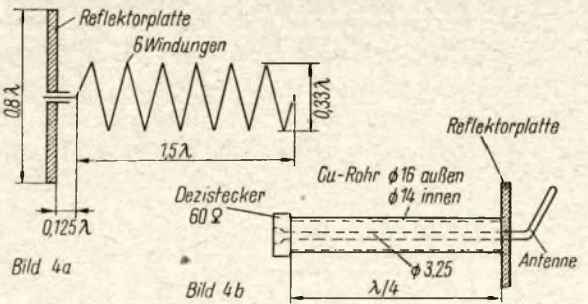 Reflektorplatte
6 Windungen
0,8λ
0,33λ
1,5λ
0,125λ
Bild 4a
Reflektorplatte
Cu-Rohr ϕ16 außen
ϕ14 innen
Dezistecker
60 Ω
ϕ3,25
Antenne
λ/4
Bild 4b